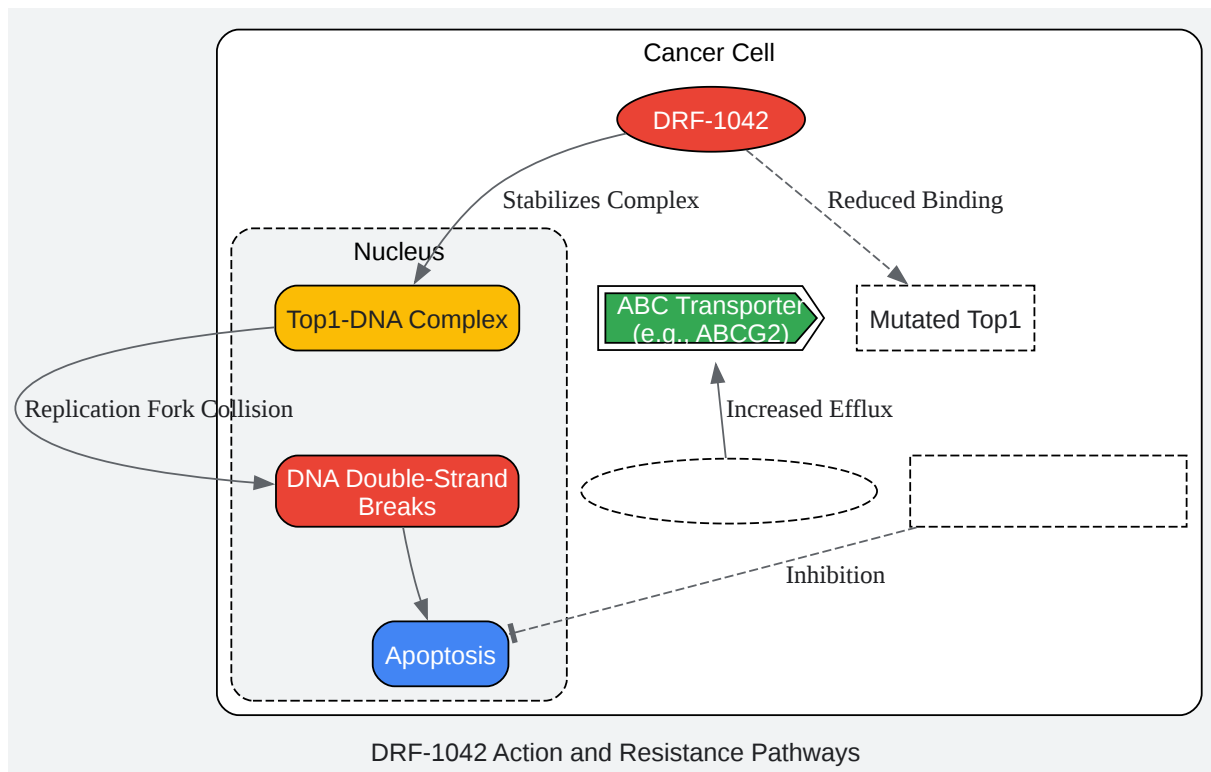 Cancer Cell
DRF-1042
Stabilizes Complex
Reduced Binding
Nucleus
Top1-DNA Complex
ABC Transporter
(e.g., ABCG2)
Mutated Top1
Replication Fork Collision
Increased Efflux
DNA Double-Strand
Breaks
Inhibition
Apoptosis
DRF-1042 Action and Resistance Pathways